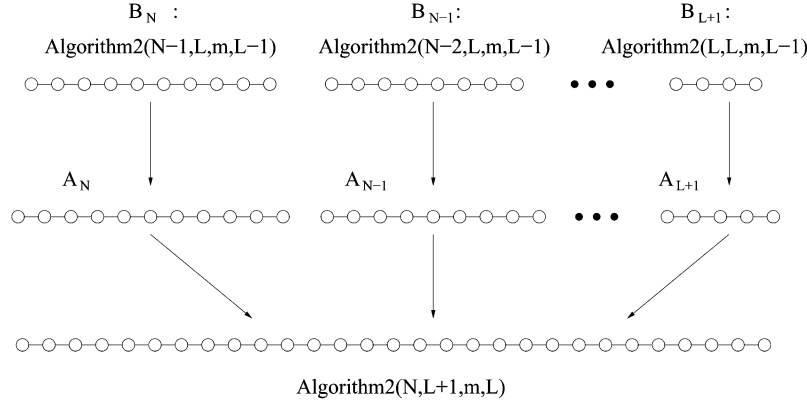 B_N : B_{N−1} : B_{L+1} :
Algorithm2(N−1,L,m,L−1) Algorithm2(N−2,L,m,L−1) Algorithm2(L,L,m,L−1)
A_N A_{N−1} A_{L+1}
Algorithm2(N,L+1,m,L)